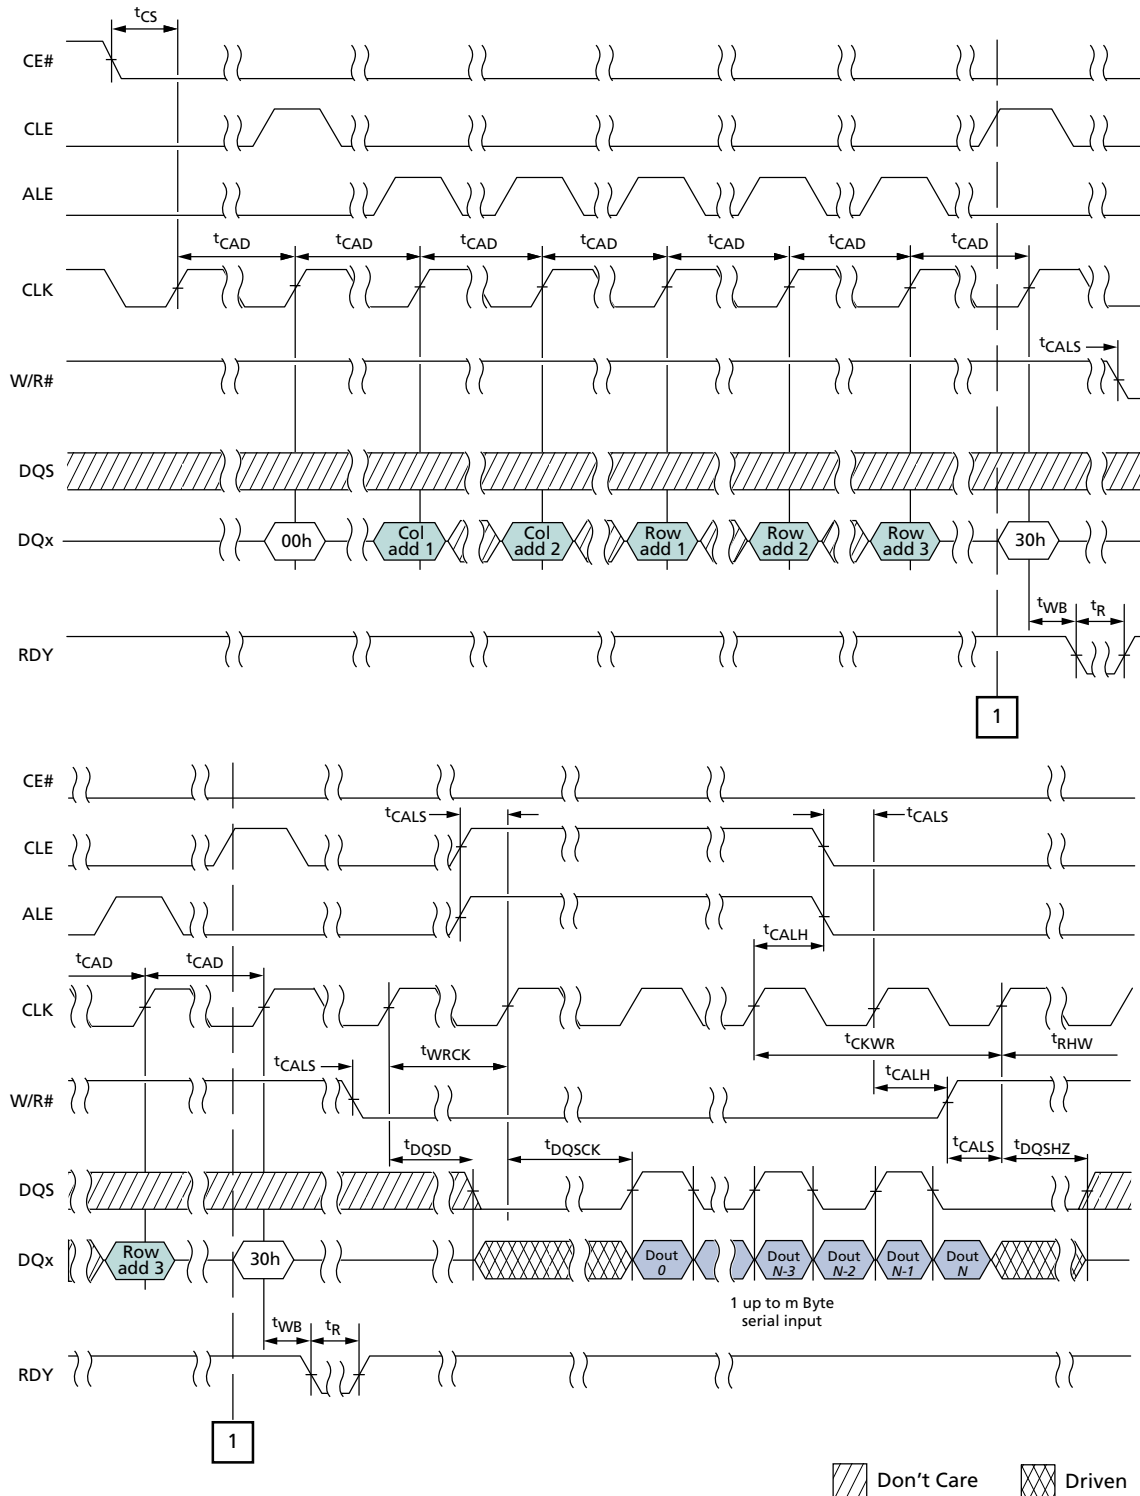 tCS
CE#
CLE
ALE
tCAD tCAD tCAD tCAD tCAD tCAD tCAD
CLK
tCALS
W/R#
DQS
DQx 00h Col add 1 Col add 2 Row add 1 Row add 2 Row add 3 30h
tWB tR
RDY
1
CE#
tCALS tCALS
CLE
ALE
tCALH
tCAD tCAD
CLK
tCKWR tRHW
tCALS tWRCK
tCALH
W/R#
tDQSD tDQSCK tCALS tDQSHZ
DQS
DQx Row add 3 30h Dout 0 Dout N-3 Dout N-2 Dout N-1 Dout N
1 up to m Byte
serial input
tWB tR
RDY
1
Don't Care Driven